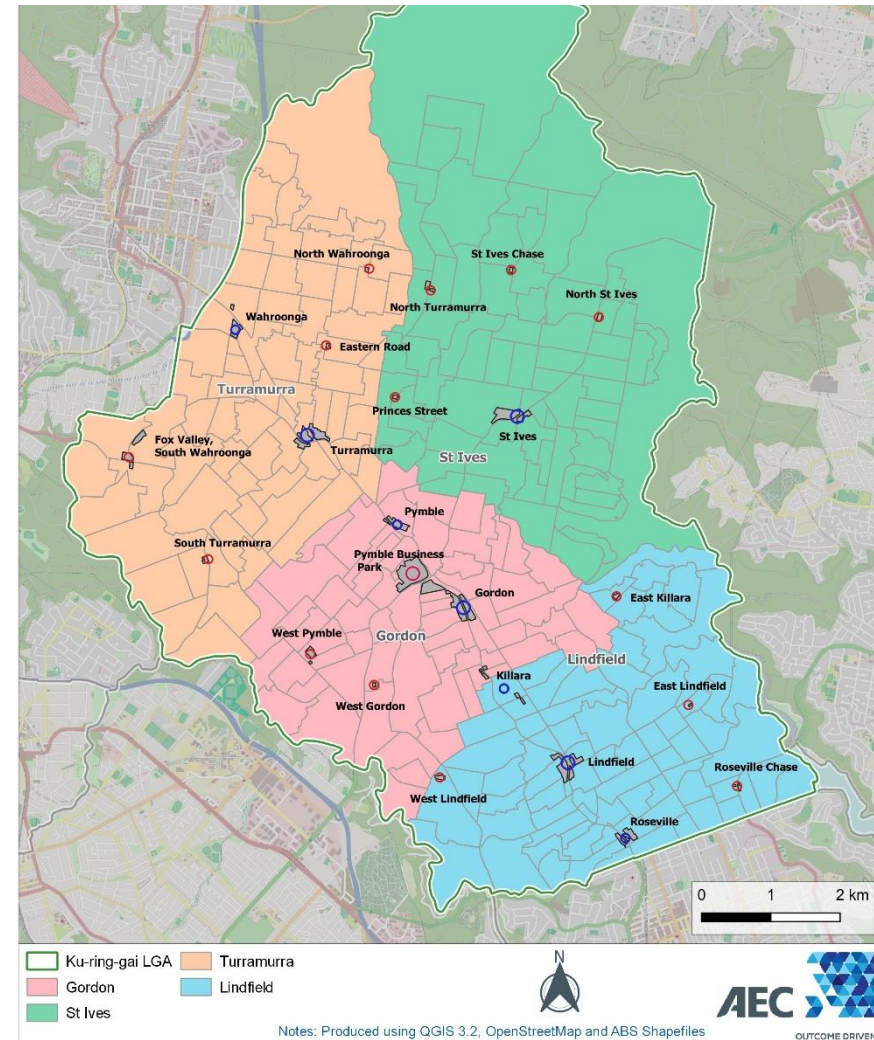 North Wahroonga
St Ives Chase
North Turramurra
North St Ives
Wahroonga
Eastern Road
Turramurra
Princes Street
St Ives
Fox Valley,
South Wahroonga
Turramurra
St Ives
Pymble
South Turramurra
Pymble Business
Park
Gordon
East Killara
West Pymble
Gordon
Lindfield
Killara
East Lindfield
West Gordon
Lindfield
Roseville Chase
West Lindfield
Roseville
0 1 2 km
Ku-ring-gai LGA
Turramurra
Gordon
Lindfield
St Ives
N
AEC
OUTCOME DRIVEN
Notes: Produced using QGIS 3.2, OpenStreetMap and ABS Shapefiles